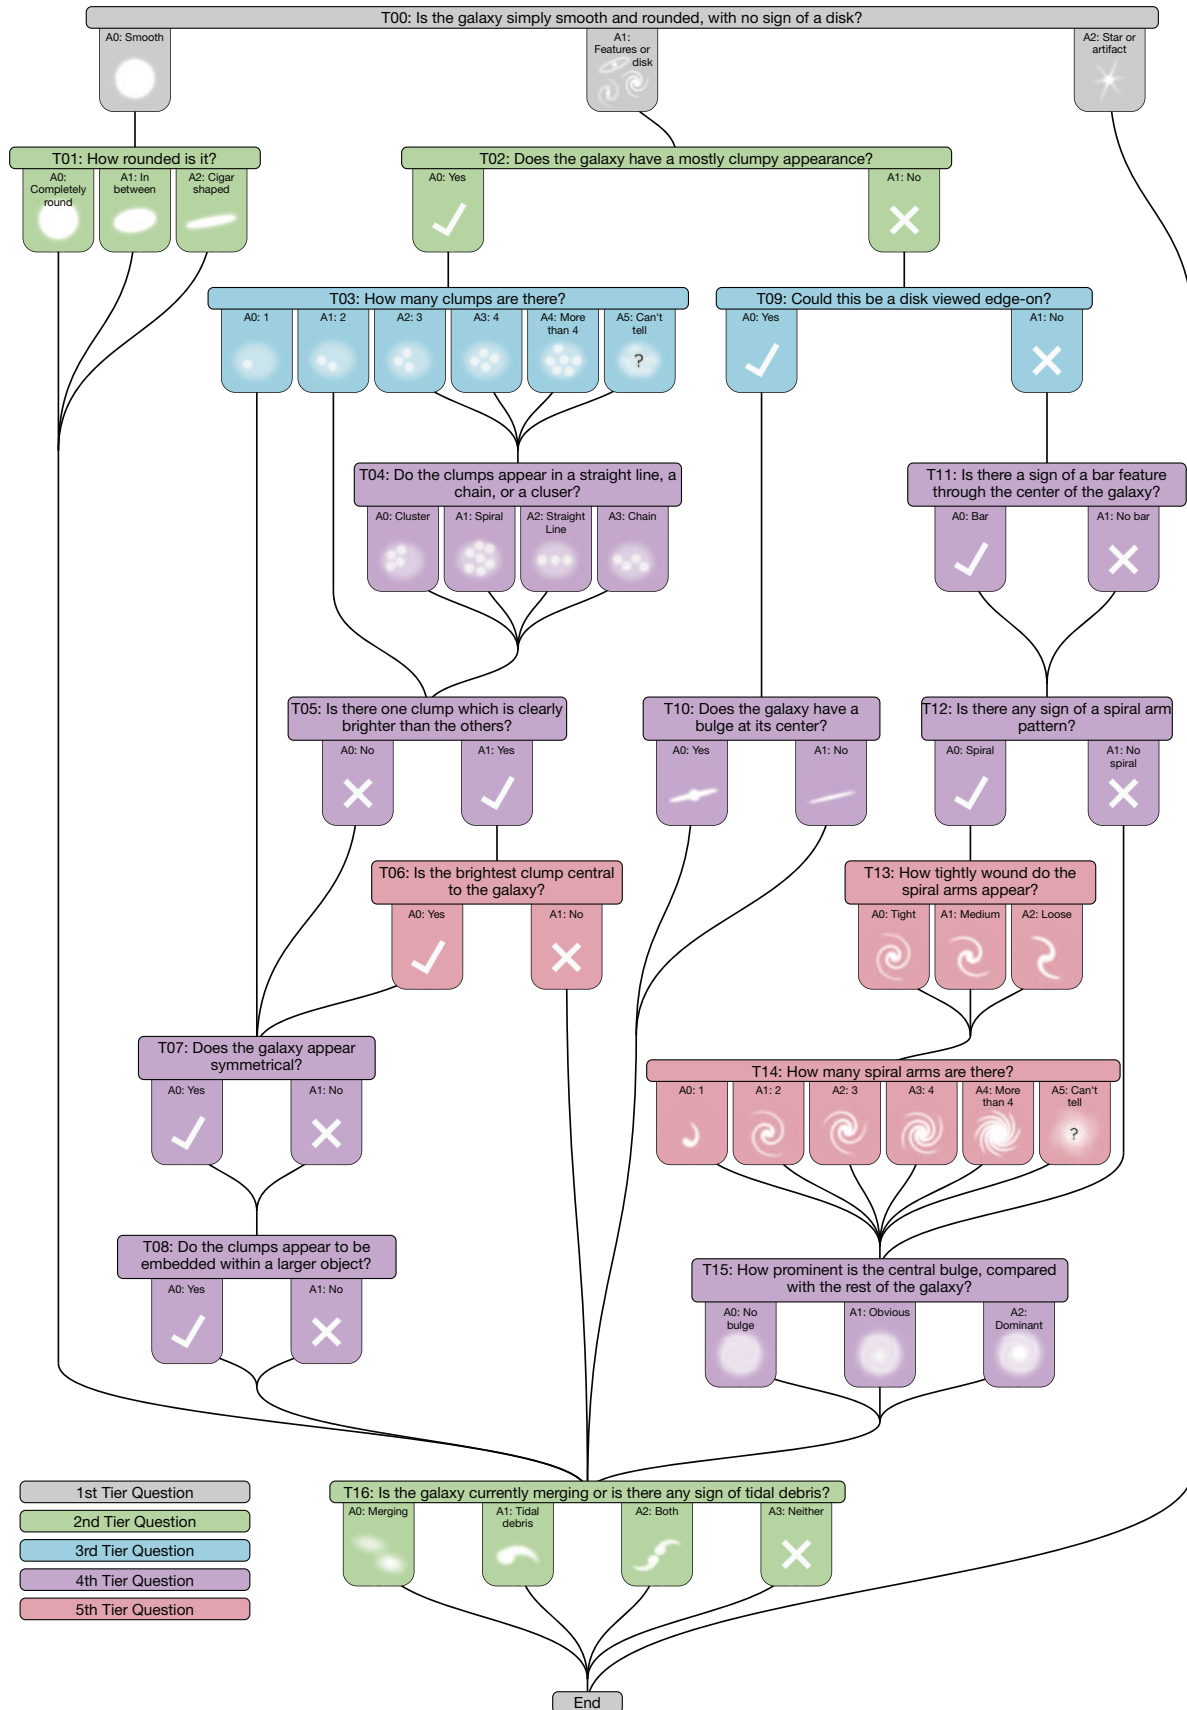 T00: Is the galaxy simply smooth and rounded, with no sign of a disk?
A0: Smooth
A1:
Features or
disk
A2: Star or
artifact
T01: How rounded is it?
A0:
Completely
round
A1: In
between
A2: Cigar
shaped
T02: Does the galaxy have a mostly clumpy appearance?
A0: Yes
A1: No
T03: How many clumps are there?
A0: 1
A1: 2
A2: 3
A3: 4
A4: More
than 4
A5: Can't
tell
?
T09: Could this be a disk viewed edge-on?
A0: Yes
A1: No
T04: Do the clumps appear in a straight line, a
chain, or a cluser?
A0: Cluster
A1: Spiral
A2: Straight
Line
A3: Chain
T11: Is there a sign of a bar feature
through the center of the galaxy?
A0: Bar
A1: No bar
T05: Is there one clump which is clearly
brighter than the others?
A0: No
A1: Yes
T10: Does the galaxy have a
bulge at its center?
A0: Yes
A1: No
T12: Is there any sign of a spiral arm
pattern?
A0: Spiral
A1: No
spiral
T06: Is the brightest clump central
to the galaxy?
A0: Yes
A1: No
T13: How tightly wound do the
spiral arms appear?
A0: Tight
A1: Medium
A2: Loose
T07: Does the galaxy appear
symmetrical?
A0: Yes
A1: No
T14: How many spiral arms are there?
A0: 1
A1: 2
A2: 3
A3: 4
A4: More
than 4
A5: Can't
tell
?
T08: Do the clumps appear to be
embedded within a larger object?
A0: Yes
A1: No
T15: How prominent is the central bulge, compared
with the rest of the galaxy?
A0: No
bulge
A1: Obvious
A2:
Dominant
T16: Is the galaxy currently merging or is there any sign of tidal debris?
A0: Merging
A1: Tidal
debris
A2: Both
A3: Neither
1st Tier Question
2nd Tier Question
3rd Tier Question
4th Tier Question
5th Tier Question
End